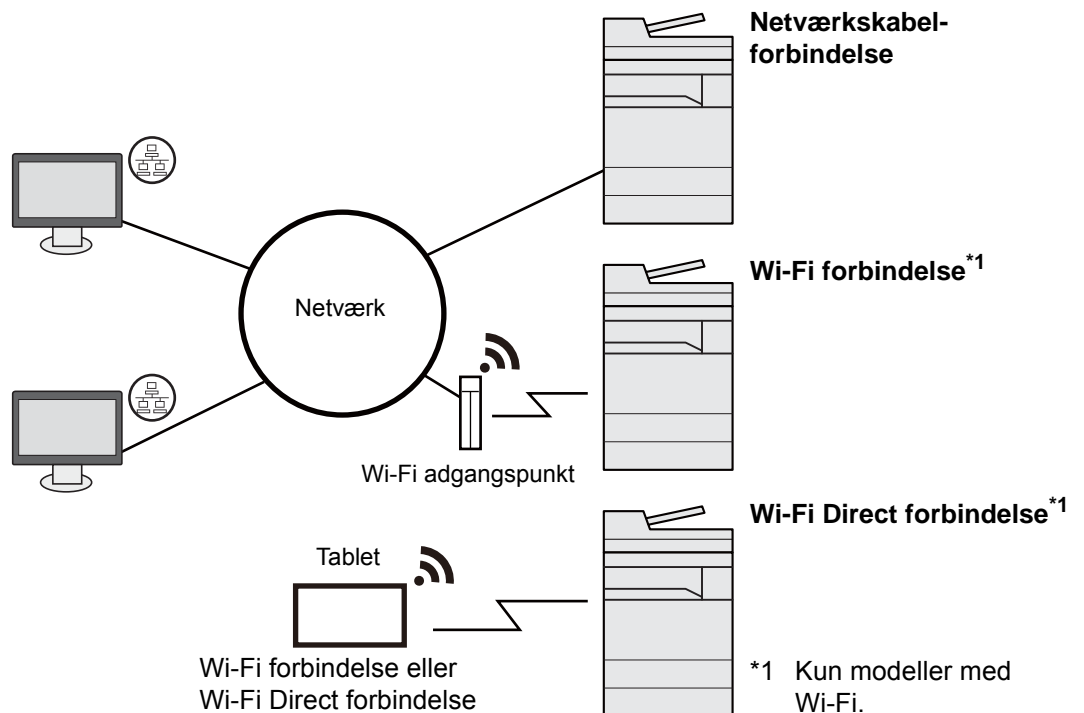 Netværkskabel-
forbindelse
Netværk
Wi-Fi forbindelse*1
Wi-Fi adgangspunkt
Wi-Fi Direct forbindelse*1
Tablet
Wi-Fi forbindelse eller
Wi-Fi Direct forbindelse
*1 Kun modeller med
Wi-Fi.